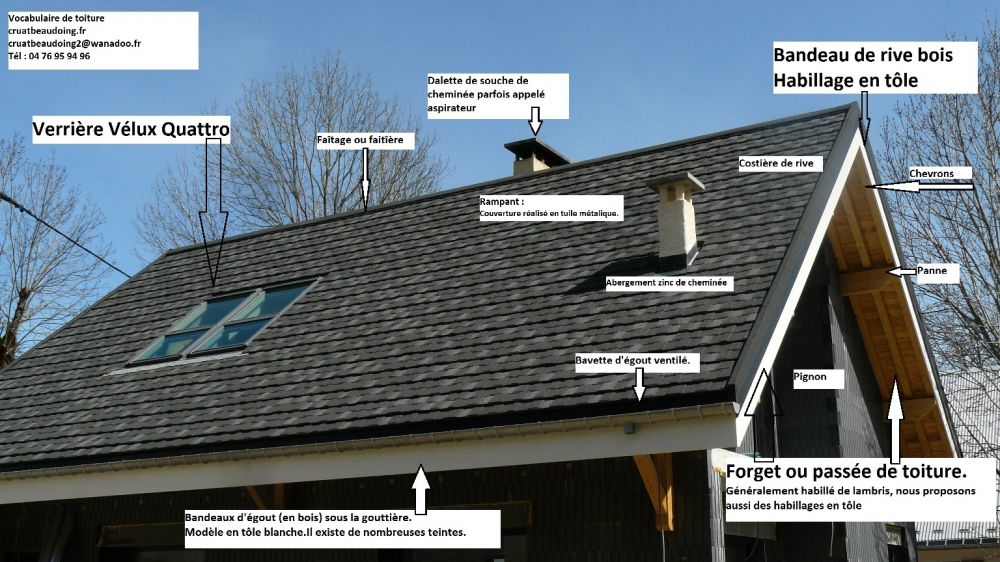 Vocabulaire de toiture
cruatbeaudoing.fr
cruatbeaudoing2@wanadoo.fr
Tél : 04 76 95 94 96
Bandeau de rive bois
Habillage en tôle
Dalette de souche de
cheminée parfois appelé
aspirateur
Verrière Vélux Quattro
Faîtage ou faitîère
Costière de rive
Chevrons
Rampant :
Couverture réalisé en tuile métalique.
Panne
Abergement zinc de cheminée
Bavette d'égout ventilé.
Pignon
Forget ou passée de toiture.
Généralement habillé de lambris, nous proposons
aussi des habillages en tôle
Bandeaux d'égout (en bois) sous la gouttière.
Modèle en tôle blanche.Il existe de nombreuses teintes.